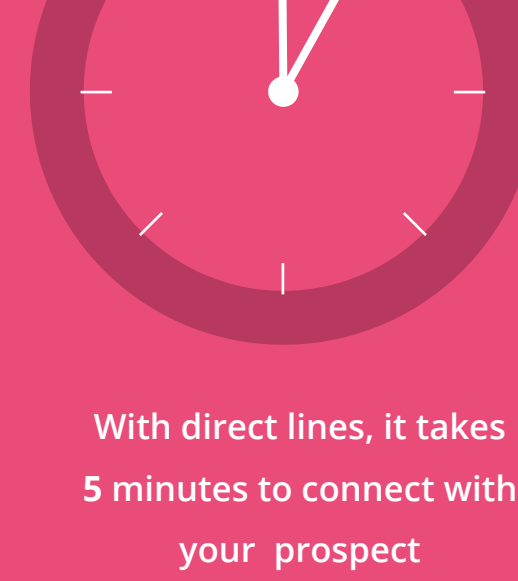 With direct lines, it takes
5 minutes to connect with
your prospect